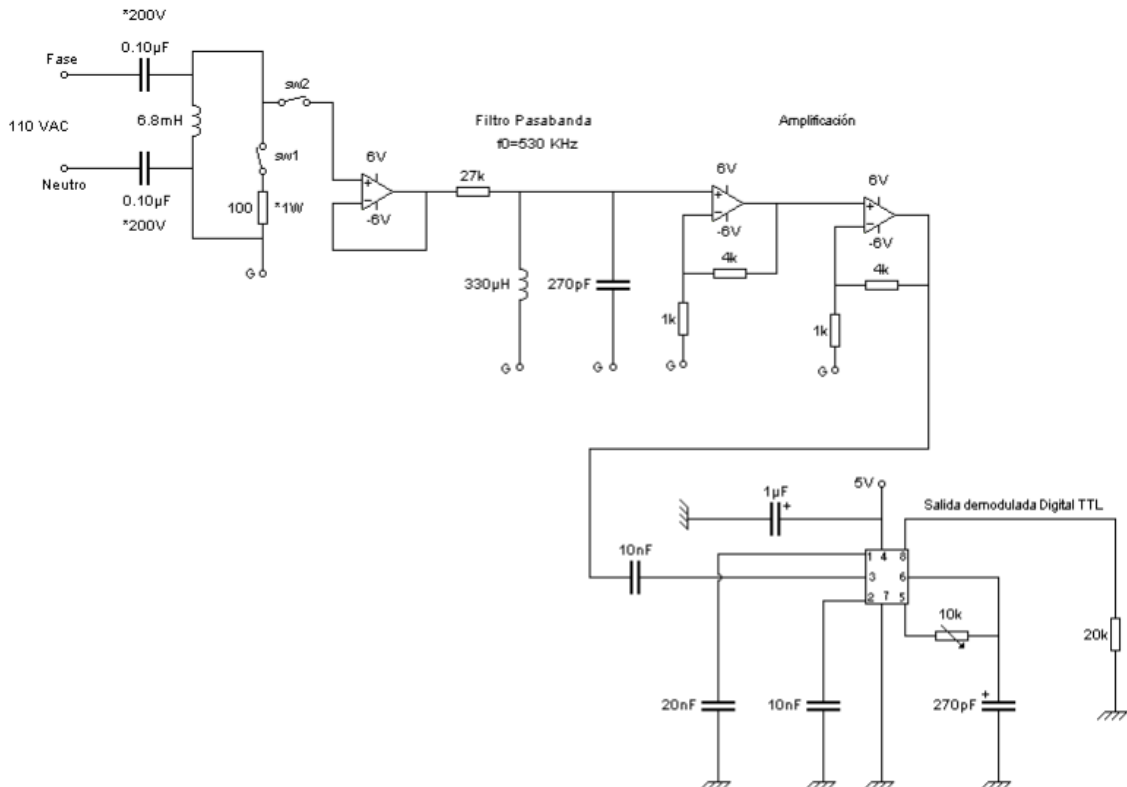 *200V
0.10µF
Fase
110 VAC
6.8mH
Neutro
0.10µF
*200V
sw2
sw1
100
*1W
G
6V
-6V
27k
Filtro Pasabanda
f0=530 KHz
330µH
270pF
G
G
Amplificación
6V
-6V
4k
1k
G
6V
-6V
4k
1k
G
1µF
+
5V
Salida demodulada Digital TTL
10nF
1 4 8
3 6
2 7 5
10k
20k
20nF
10nF
270pF
+